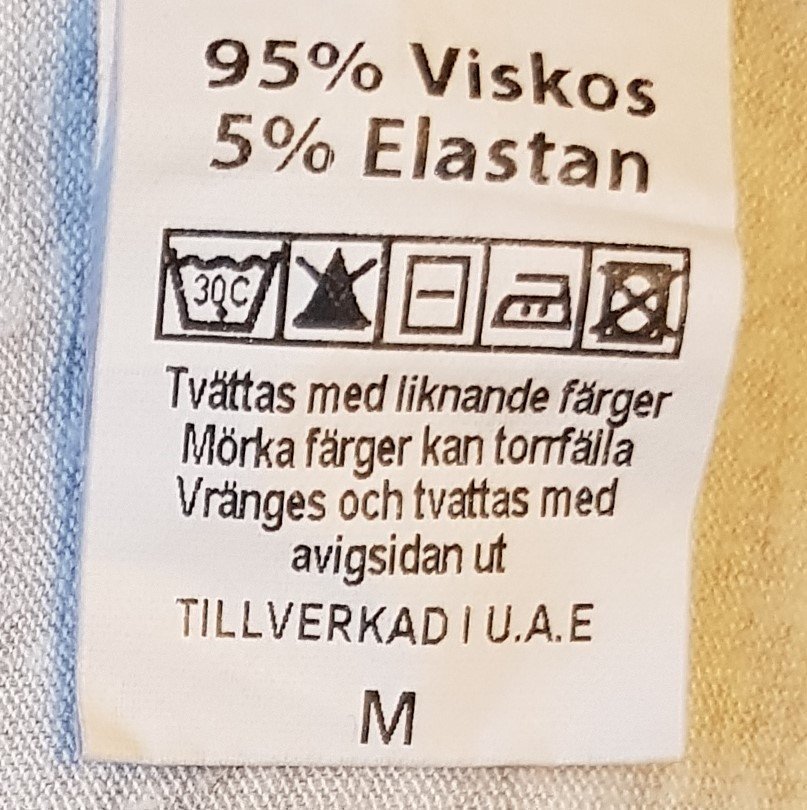 95% Viskos
5% Elastan
30C
Tvättas med liknande färger
Mörka färger kan torrfälla
Vränges och tvattas med
avigsidan ut
TILLVERKAD I U.A.E
M